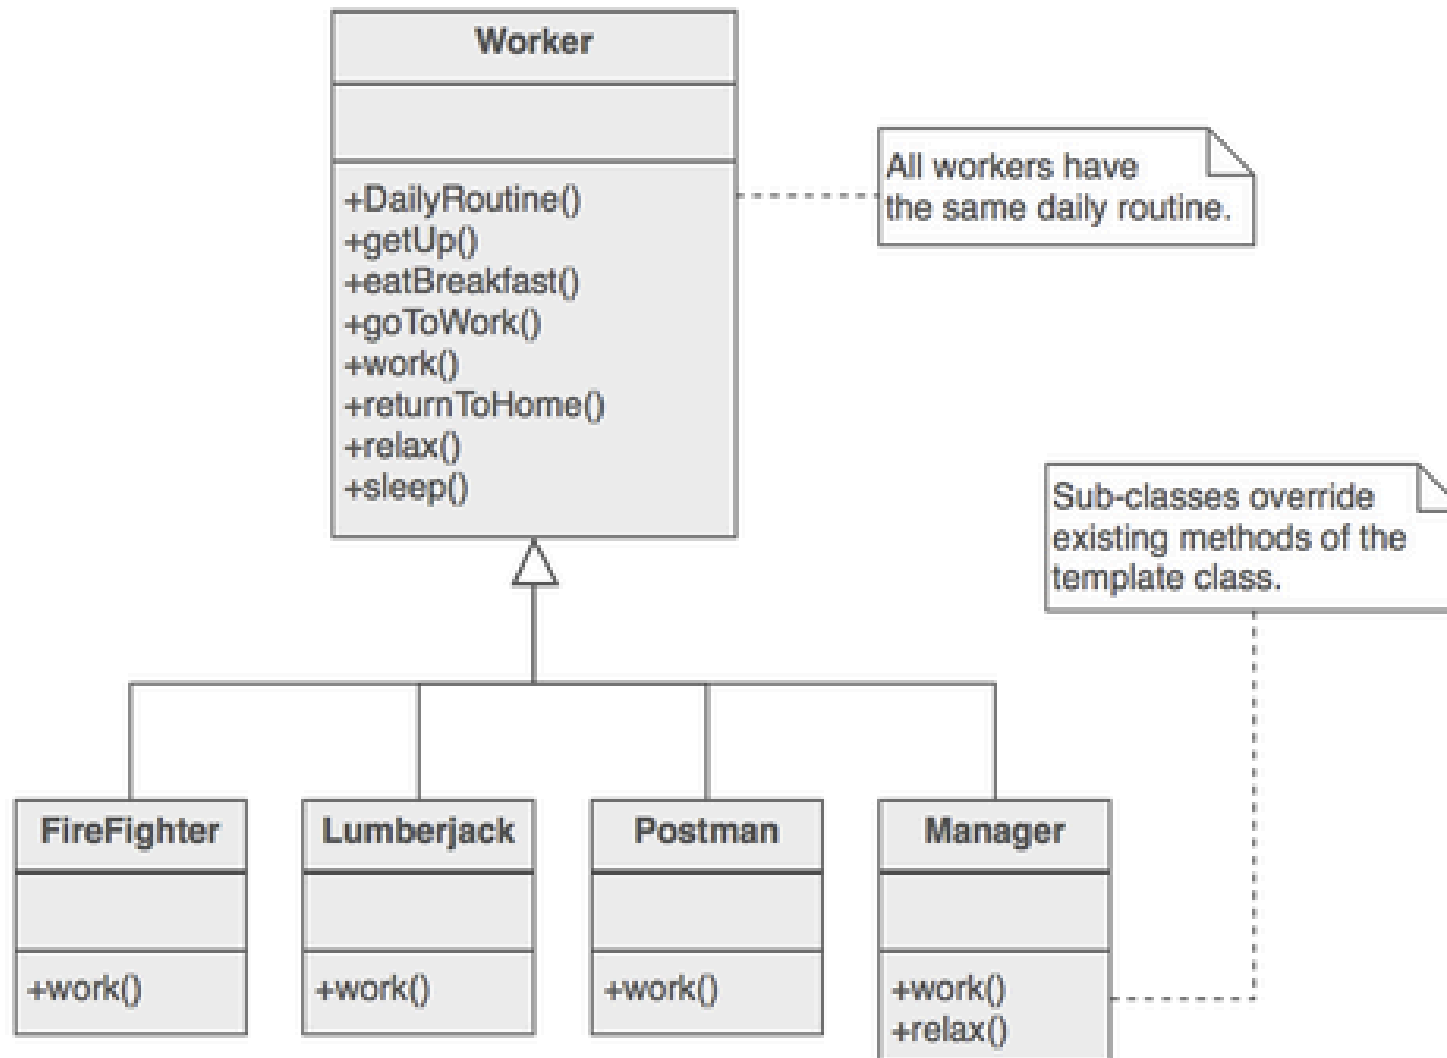 Worker
+DailyRoutine()
+getUp()
+eatBreakfast()
+goToWork()
+work()
+returnToHome()
+relax()
+sleep()
All workers have
the same daily routine.
Sub-classes override
existing methods of the
template class.
FireFighter
+work()
Lumberjack
+work()
Postman
+work()
Manager
+work()
+relax()